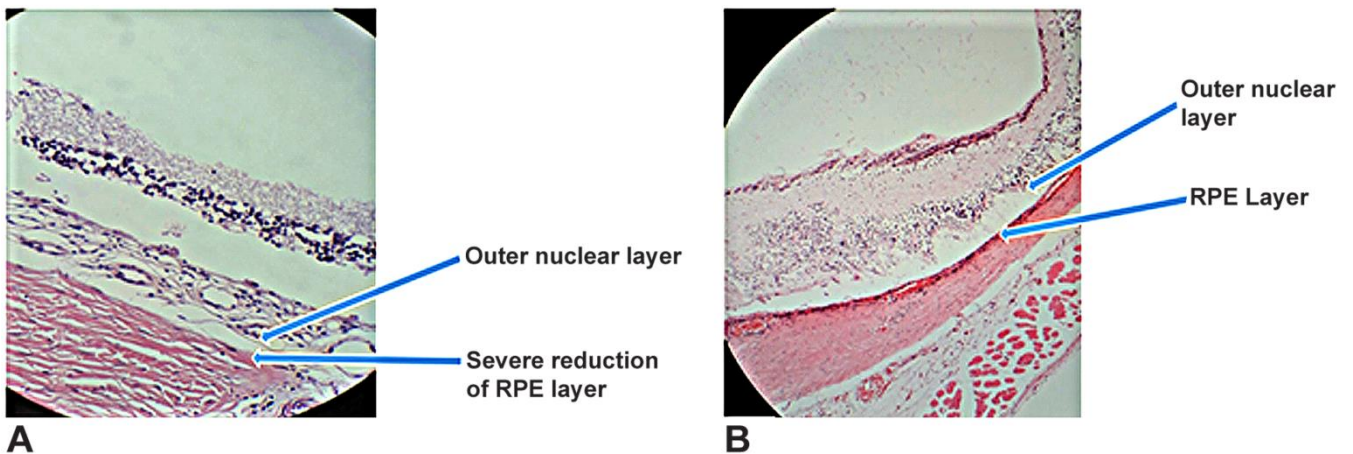 Outer nuclear layer
Severe reduction
of RPE layer
A
Outer nuclear
layer
RPE Layer
B